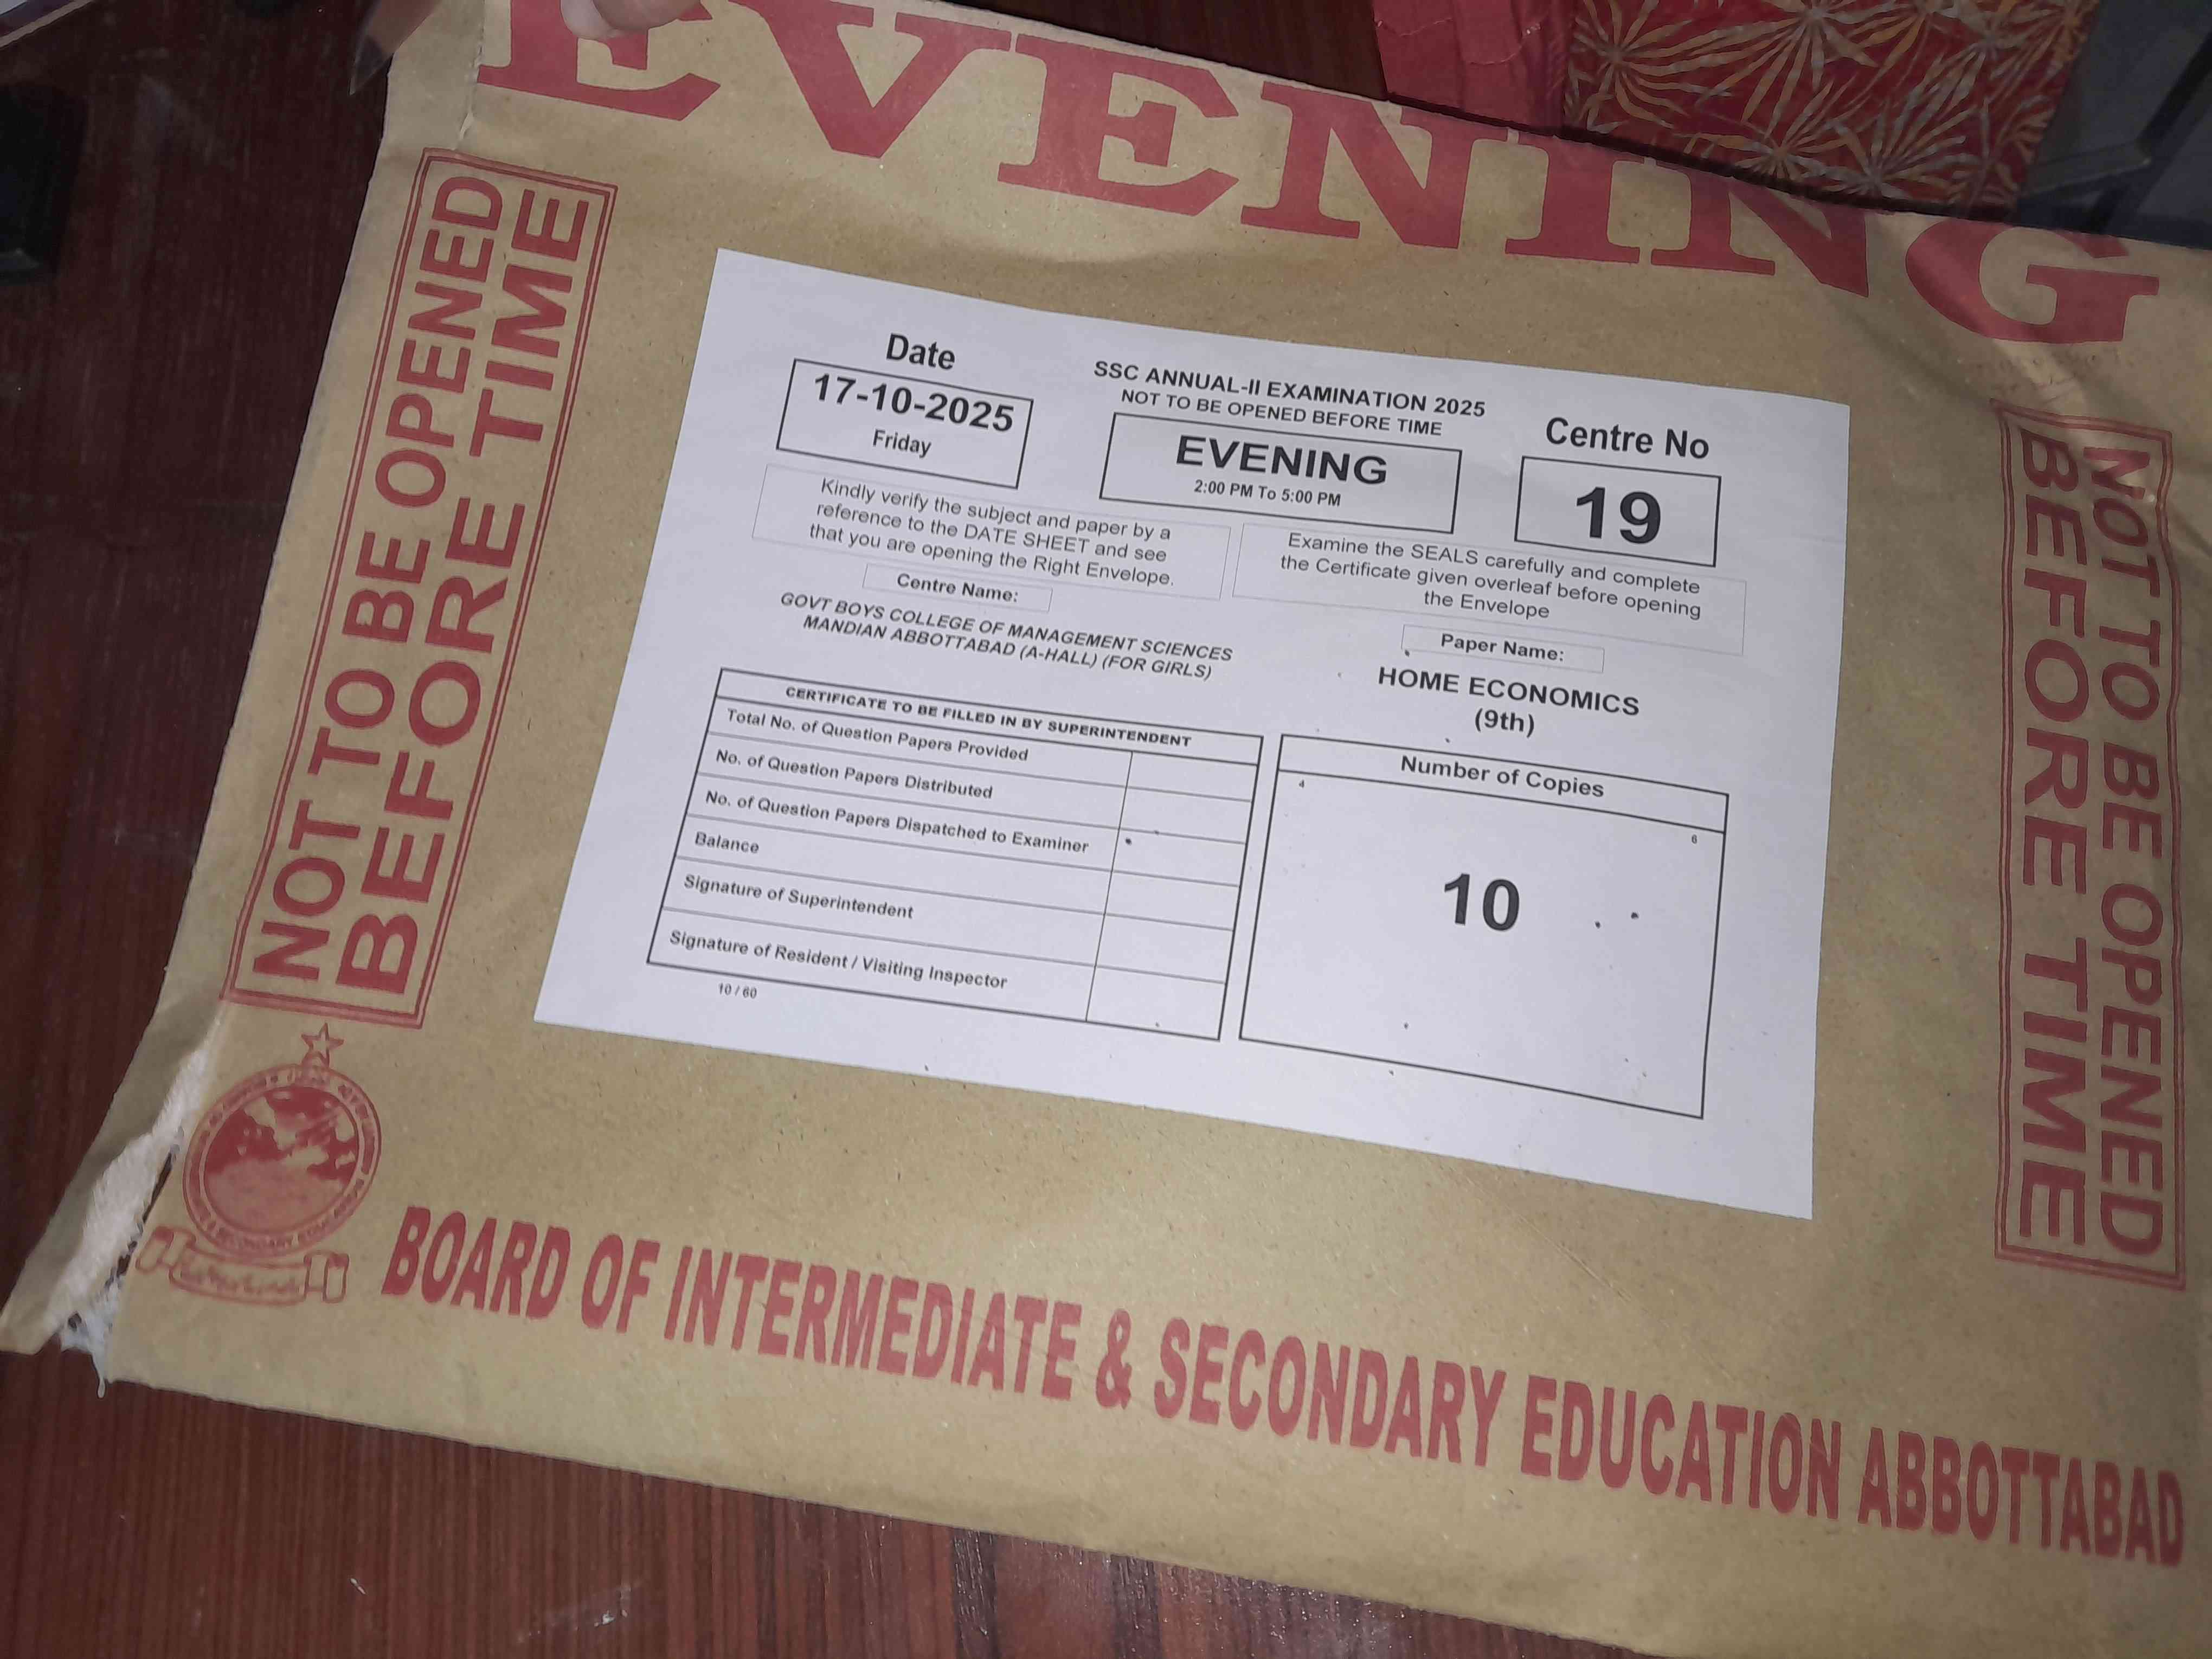 EVENING
NOT TO BE OPENED
BEFORE TIME
Date
17-10-2025
Friday
SSC ANNUAL-II EXAMINATION 2025
NOT TO BE OPENED BEFORE TIME
EVENING
2:00 PM To 5:00 PM
Centre No
19
Kindly verify the subject and paper by a
reference to the DATE SHEET and see
that you are opening the Right Envelope.
Examine the SEALS carefully and complete
the Certificate given overleaf before opening
the Envelope
Centre Name:
GOVT BOYS COLLEGE OF MANAGEMENT SCIENCES
MANDIAN ABBOTTABAD (A-HALL) (FOR GIRLS)
Paper Name:
HOME ECONOMICS
(9th)
CERTIFICATE TO BE FILLED IN BY SUPERINTENDENT
Total No. of Question Papers Provided
No. of Question Papers Distributed
No. of Question Papers Dispatched to Examiner
Balance
Signature of Superintendent
Signature of Resident / Visiting Inspector
10 / 60
Number of Copies
4
6
10
NOT TO BE OPENED
BEFORE TIME
& SECONDARY EDUCATION
BOARD OF INTERMEDIATE & SECONDARY EDUCATION ABBOTTABAD